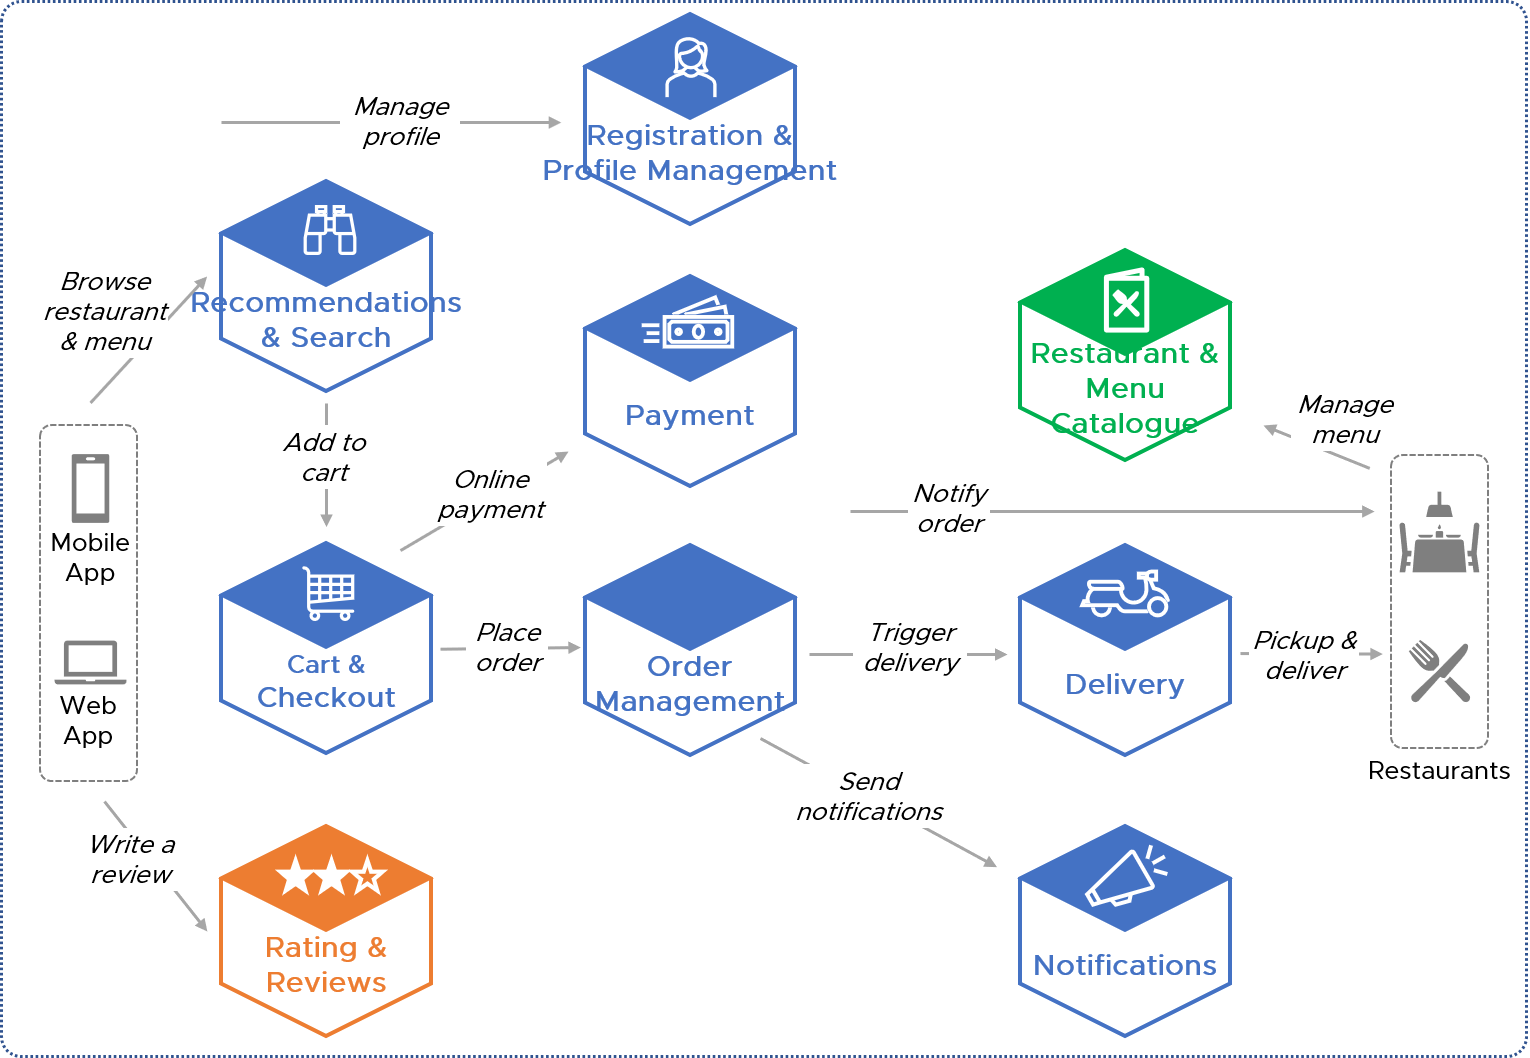 Manage
profile
Registration &
Profile Management
Browse
restaurant
& menu
Recommendations
& Search
Payment
Restaurant &
Menu
Catalogue
Manage
menu
Add to
cart
Online
payment
Notify
order
Mobile
App
Web
App
Cart &
Checkout
Place
order
Order
Management
Trigger
delivery
Delivery
Pickup &
deliver
Restaurants
Send
notifications
Write a
review
Rating &
Reviews
Notifications